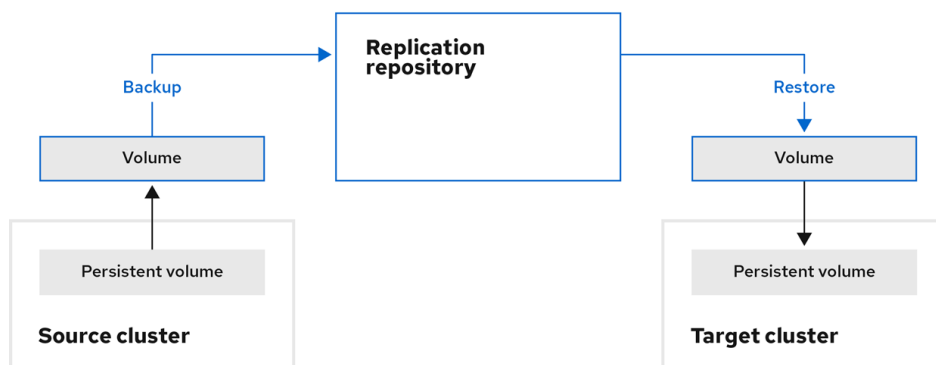 Replication
repository
Backup
Restore
Volume
Volume
Persistent volume
Persistent volume
Source cluster
Target cluster